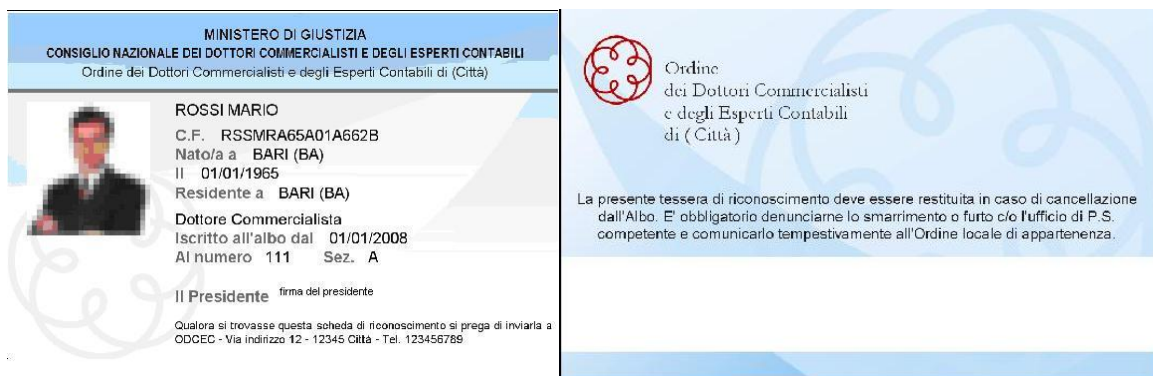 MINISTERO DI GIUSTIZIA
CONSIGLIO NAZIONALE DEI DOTTORI COMMERCIALISTI E DEGLI ESPERTI CONTABILI
Ordine dei Dottori Commercialisti e degli Esperti Contabili di (Città)
ROSSI MARIO
C.F. RSSMRA65A01A662B
Nato/a a BARI (BA)
Il 01/01/1965
Residente a BARI (BA)
Dottore Commercialista
Iscritto all'albo dal 01/01/2008
Al numero 111 Sez. A
Il Presidente firma del presidente
Qualora si trovasse questa scheda di riconoscimento si prega di inviarla a
ODCEC - Via indirizzo 12 - 12345 Città - Tel. 123456789
Ordine
dei Dottori Commercialisti
e degli Esperti Contabili
di ( Città )
La presente tessera di riconoscimento deve essere restituita in caso di cancellazione
dall'Albo. E' obbligatorio denunciarne lo smarrimento o furto c/o l'ufficio di P.S.
competente e comunicarlo tempestivamente all'Ordine locale di appartenenza.